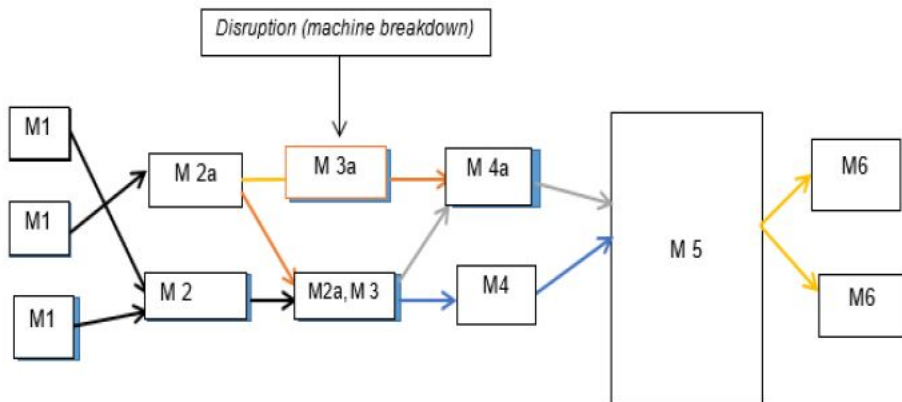 Disruption (machine breakdown)
M1
M 2a
M 3a
M 4a
M6
M1
M 5
M 2
M2a, M 3
M4
M6
M1